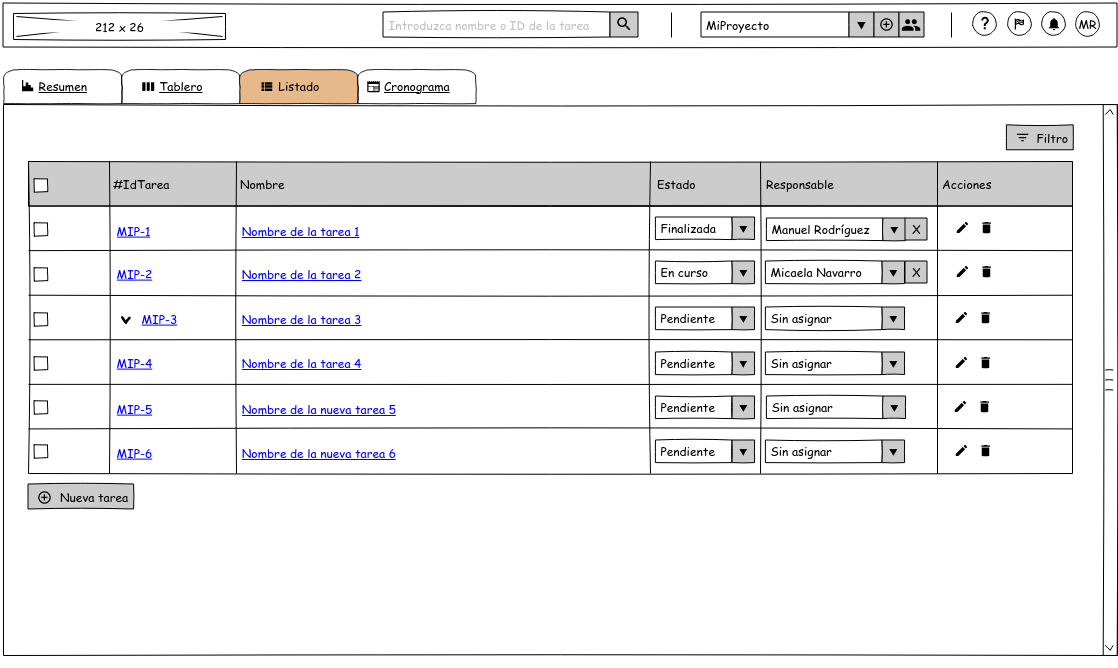 212 x 26
Introduzca nombre o ID de la tarea
MiProyecto
?
MR
Resumen
Tablero
Listado
Cronograma
Filtro
#IdTarea Nombre Estado Responsable Acciones
MIP-1 Nombre de la tarea 1 Finalizada Manuel Rodríguez X
MIP-2 Nombre de la tarea 2 En curso Micaela Navarro X
MIP-3 Nombre de la tarea 3 Pendiente Sin asignar
MIP-4 Nombre de la tarea 4 Pendiente Sin asignar
MIP-5 Nombre de la nueva tarea 5 Pendiente Sin asignar
MIP-6 Nombre de la nueva tarea 6 Pendiente Sin asignar
Nueva tarea